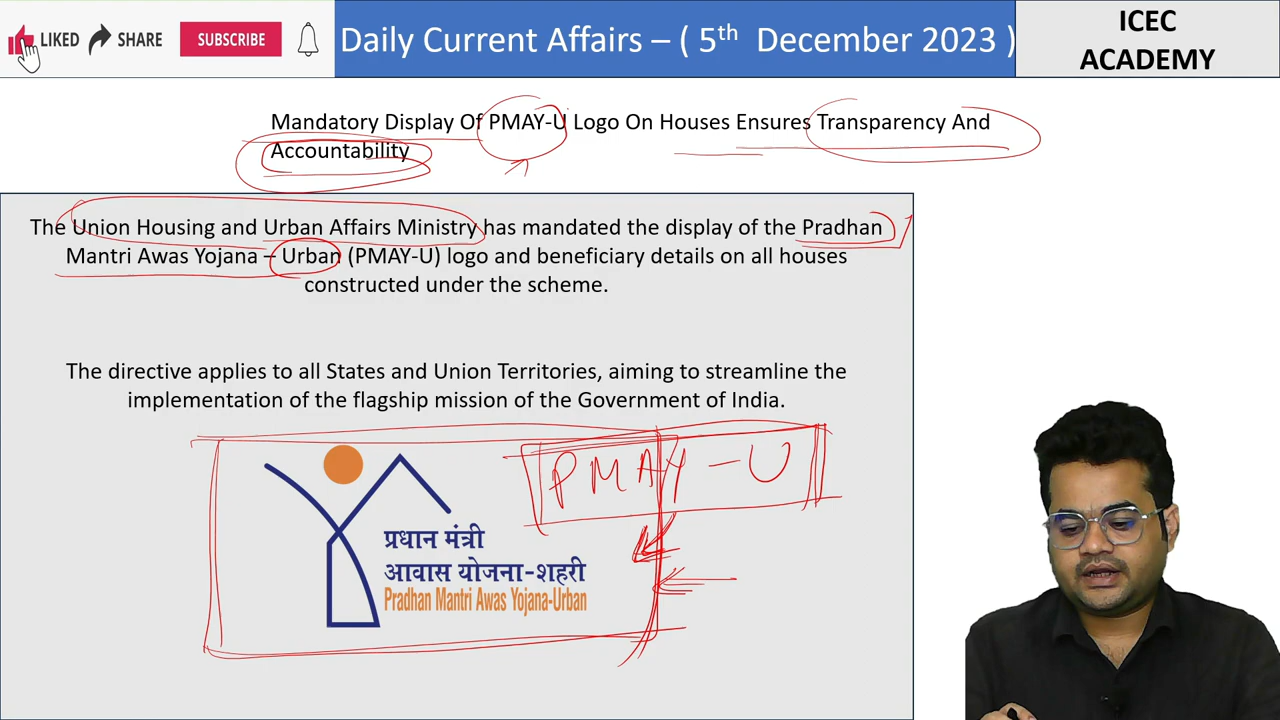 LIKED SHARE SUBSCRIBE
Daily Current Affairs – ( 5th December 2023 )
ICEC
ACADEMY
Mandatory Display Of PMAY-U Logo On Houses Ensures Transparency And
Accountability
The Union Housing and Urban Affairs Ministry has mandated the display of the Pradhan
Mantri Awas Yojana – Urban (PMAY-U) logo and beneficiary details on all houses
constructed under the scheme.
The directive applies to all States and Union Territories, aiming to streamline the
implementation of the flagship mission of the Government of India.
PMAY-U
प्रधान मंत्री
आवास योजना-शहरी
Pradhan Mantri Awas Yojana-Urban